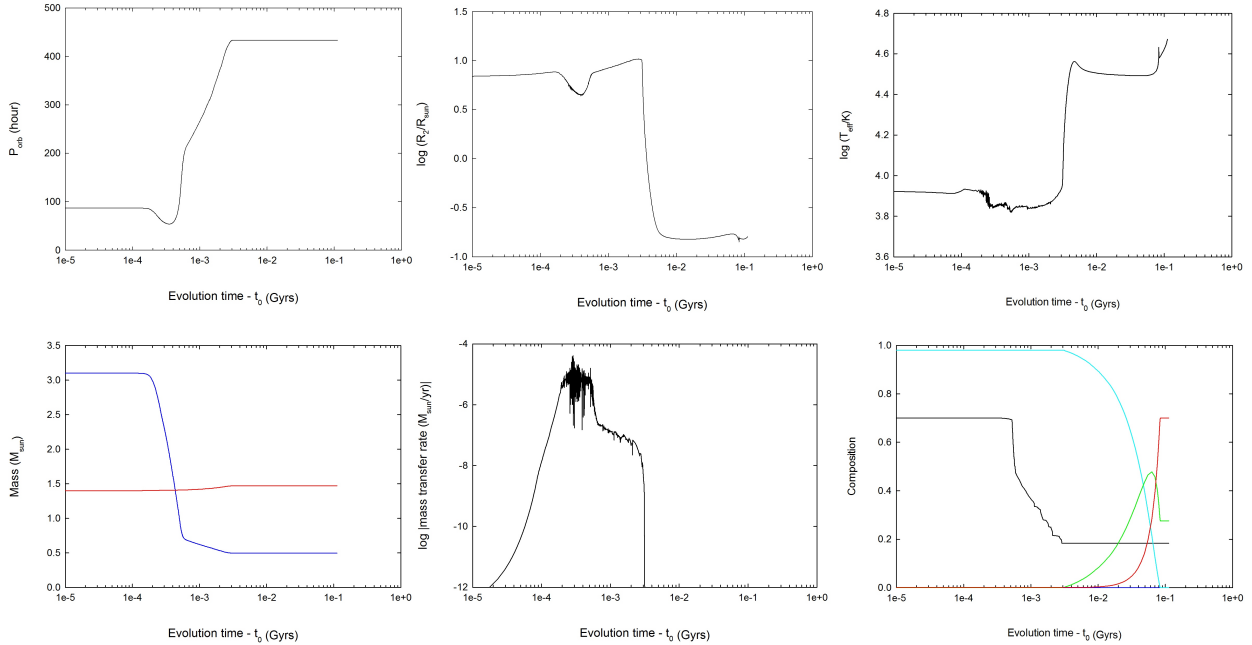 500
400
300
200
100
0
P_orb (hour)
1e-5 1e-4 1e-3 1e-2 1e-1 1e+0
Evolution time - t_0 (Gyrs)
1.5
1.0
0.5
0.0
-0.5
-1.0
log (R_2/R_sun)
1e-5 1e-4 1e-3 1e-2 1e-1 1e+0
Evolution time - t_0 (Gyrs)
4.8
4.6
4.4
4.2
4.0
3.8
3.6
log (T_eff/K)
1e-5 1e-4 1e-3 1e-2 1e-1 1e+0
Evolution time - t_0 (Gyrs)
3.5
3.0
2.5
2.0
1.5
1.0
0.5
0.0
Mass (M_sun)
1e-5 1e-4 1e-3 1e-2 1e-1 1e+0
Evolution time - t_0 (Gyrs)
-4
-6
-8
-10
-12
log |mass transfer rate (M_sun/yr)|
1e-5 1e-4 1e-3 1e-2 1e-1 1e+0
Evolution time - t_0 (Gyrs)
1.0
0.8
0.6
0.4
0.2
0.0
Composition
1e-5 1e-4 1e-3 1e-2 1e-1 1e+0
Evolution time - t_0 (Gyrs)